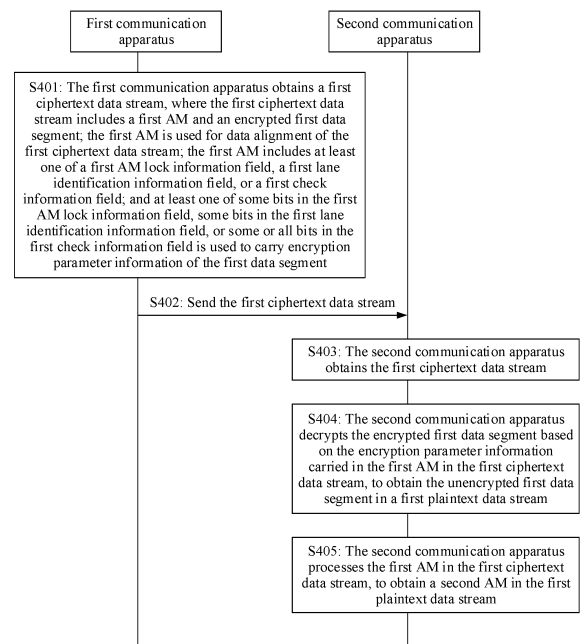 First communication
apparatus
Second communication
apparatus
S401: The first communication apparatus obtains a first
ciphertext data stream, where the first ciphertext data
stream includes a first AM and an encrypted first data
segment; the first AM is used for data alignment of the
first ciphertext data stream; the first AM includes at least
one of a first AM lock information field, a first lane
identification information field, or a first check
information field; and at least one of some bits in the first
AM lock information field, some bits in the first lane
identification information field, or some or all bits in the
first check information field is used to carry encryption
parameter information of the first data segment
S402: Send the first ciphertext data stream
S403: The second communication apparatus
obtains the first ciphertext data stream
S404: The second communication apparatus
decrypts the encrypted first data segment based
on the encryption parameter information
carried in the first AM in the first ciphertext
data stream, to obtain the unencrypted first data
segment in a first plaintext data stream
S405: The second communication apparatus
processes the first AM in the first ciphertext
data stream, to obtain a second AM in the first
plaintext data stream